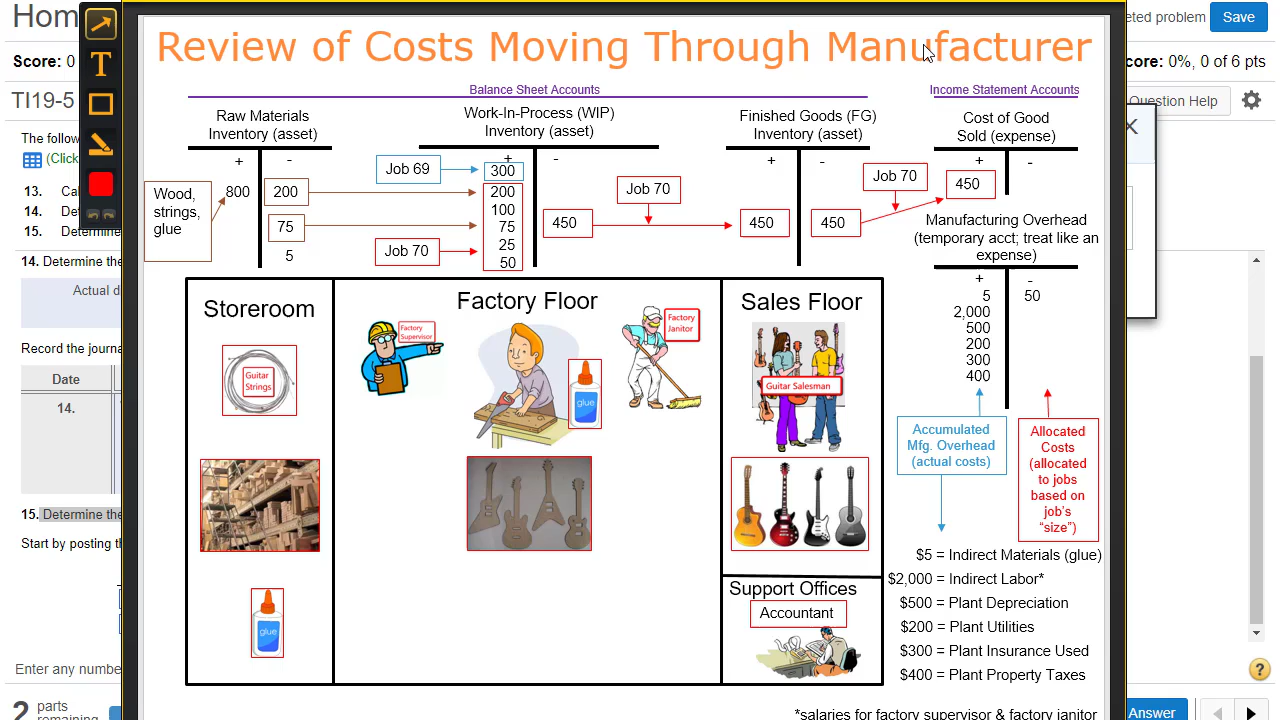 Hom
eted problem
Save
Score: 0
core: 0%, 0 of 6 pts
TI19-5
Question Help
The follow
(Click
13. Cal
14. Det
15. Determine
14. Determine the
Actual d
Record the journa
Date
14.
15. Determine the
Start by posting th
Enter any numbe
2 parts
remaining
Answer
T
X
Review of Costs Moving Through Manufacturer
Balance Sheet Accounts
Income Statement Accounts
Raw Materials
Inventory (asset)
Work-In-Process (WIP)
Inventory (asset)
Finished Goods (FG)
Inventory (asset)
Cost of Good
Sold (expense)
+ -
+ -
+ -
+ -
Wood,
strings,
glue
800
200
75
5
Job 69
Job 70
300
200
100
75
25
50
450
Job 70
450
450
Job 70
450
Manufacturing Overhead
(temporary acct; treat like an
expense)
+ -
5 50
2,000
500
200
300
400
Accumulated
Mfg. Overhead
(actual costs)
Allocated
Costs
(allocated
to jobs
based on
job's
“size”)
Storeroom
Guitar
Strings
glue
Factory Floor
Factory
Supervisor
glue
Factory
Janitor
Sales Floor
Guitar Salesman
Support Offices
Accountant
$5 = Indirect Materials (glue)
$2,000 = Indirect Labor*
$500 = Plant Depreciation
$200 = Plant Utilities
$300 = Plant Insurance Used
$400 = Plant Property Taxes
*salaries for factory supervisor & factory janitor